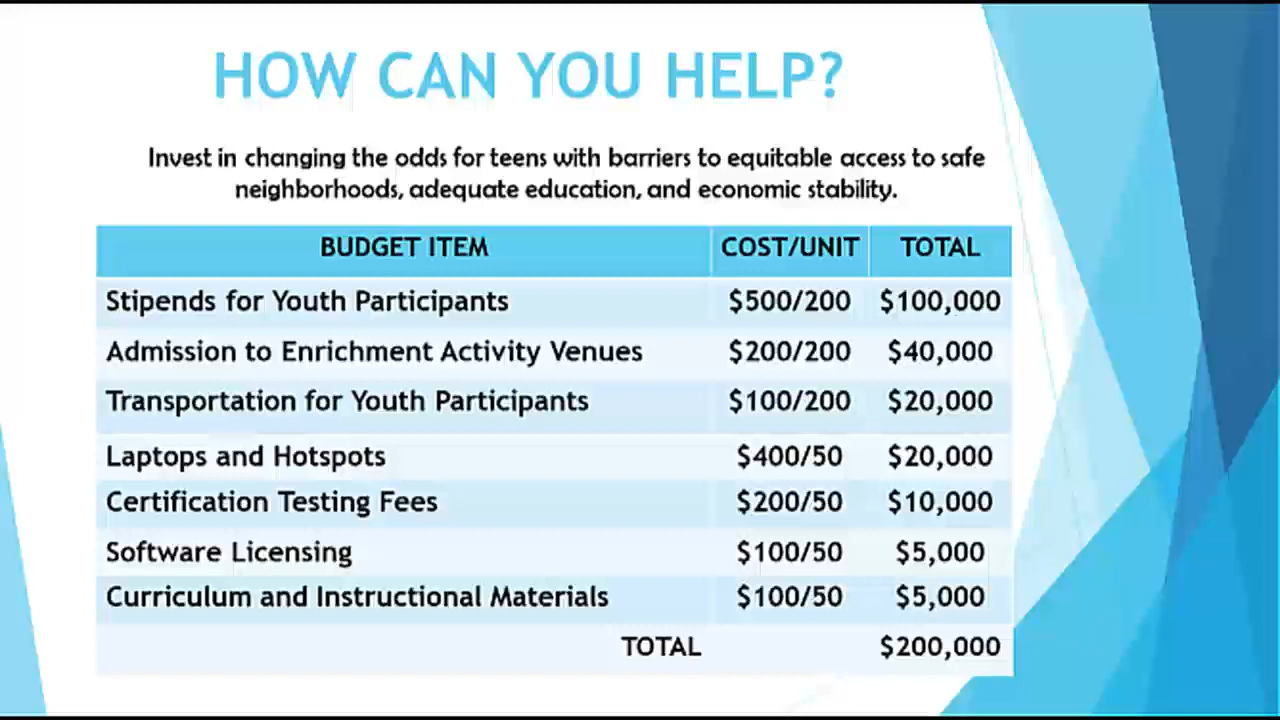 HOW CAN YOU HELP?
Invest in changing the odds for teens with barriers to equitable access to safe
neighborhoods, adequate education, and economic stability.
BUDGET ITEM COST/UNIT TOTAL
Stipends for Youth Participants $500/200 $100,000
Admission to Enrichment Activity Venues $200/200 $40,000
Transportation for Youth Participants $100/200 $20,000
Laptops and Hotspots $400/50 $20,000
Certification Testing Fees $200/50 $10,000
Software Licensing $100/50 $5,000
Curriculum and Instructional Materials $100/50 $5,000
TOTAL $200,000